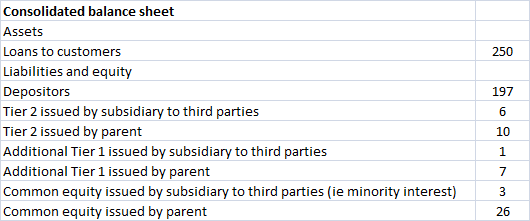 Consolidated balance sheet
Assets
Loans to customers 250
Liabilities and equity
Depositors 197
Tier 2 issued by subsidiary to third parties 6
Tier 2 issued by parent 10
Additional Tier 1 issued by subsidiary to third parties 1
Additional Tier 1 issued by parent 7
Common equity issued by subsidiary to third parties (ie minority interest) 3
Common equity issued by parent 26